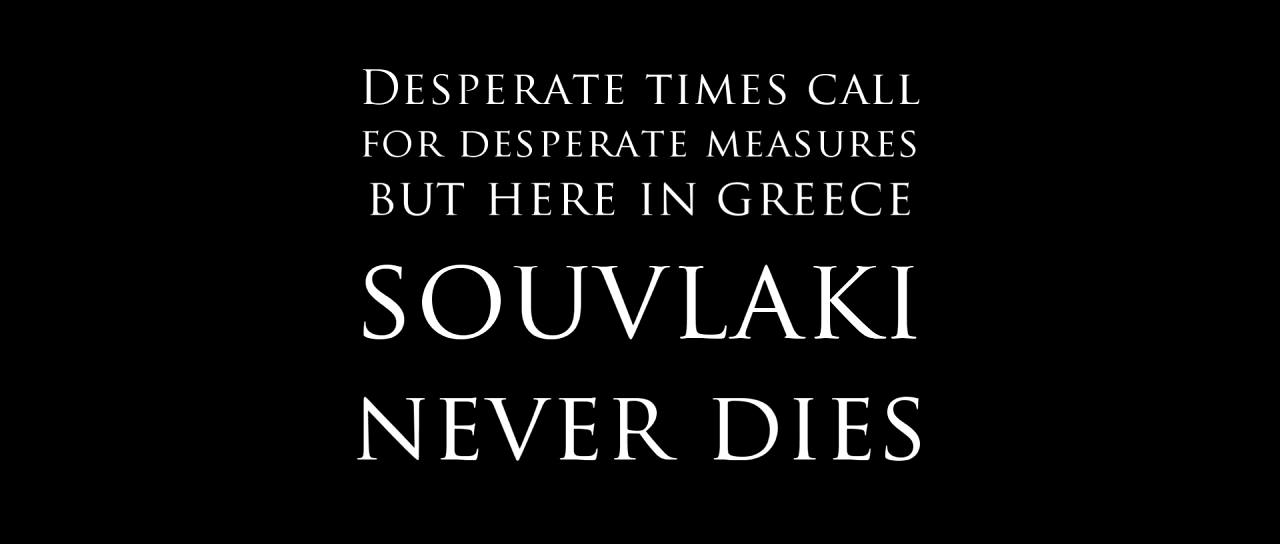 DESPERATE TIMES CALL
FOR DESPERATE MEASURES
BUT HERE IN GREECE
SOUVLAKI
NEVER DIES